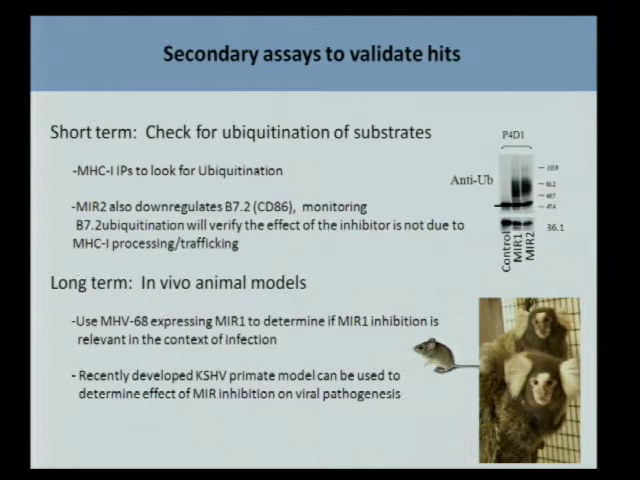 Secondary assays to validate hits
Short term: Check for ubiquitination of substrates
-MHC-I IPs to look for Ubiquitination
-MIR2 also downregulates B7.2 (CD86), monitoring
B7.2ubiquitination will verify the effect of the inhibitor is not due to
MHC-I processing/trafficking
Long term: In vivo animal models
-Use MHV-68 expressing MIR1 to determine if MIR1 inhibition is
relevant in the context of infection
- Recently developed KSHV primate model can be used to
determine effect of MIR inhibition on viral pathogenesis
P4D1
Anti-Ub
36.1
Control
MIR1
MIR2